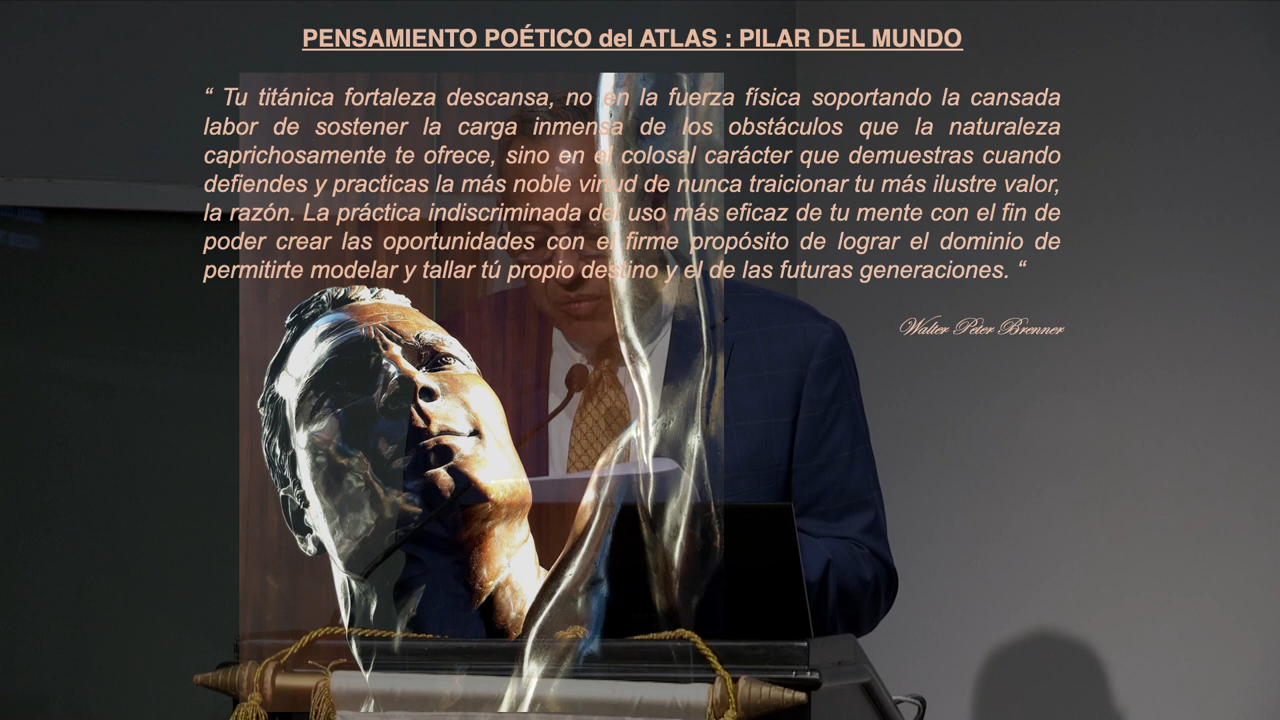 PENSAMIENTO POÉTICO del ATLAS : PILAR DEL MUNDO
“ Tu titánica fortaleza descansa, no en la fuerza física soportando la cansada
labor de sostener la carga inmensa de los obstáculos que la naturaleza
caprichosamente te ofrece, sino en el colosal carácter que demuestras cuando
defiendes y practicas la más noble virtud de nunca traicionar tu más ilustre valor,
la razón. La práctica indiscriminada del uso más eficaz de tu mente con el fin de
poder crear las oportunidades con el firme propósito de lograr el dominio de
permitirte modelar y tallar tú propio destino y el de las futuras generaciones. “
Walter Peter Brenner